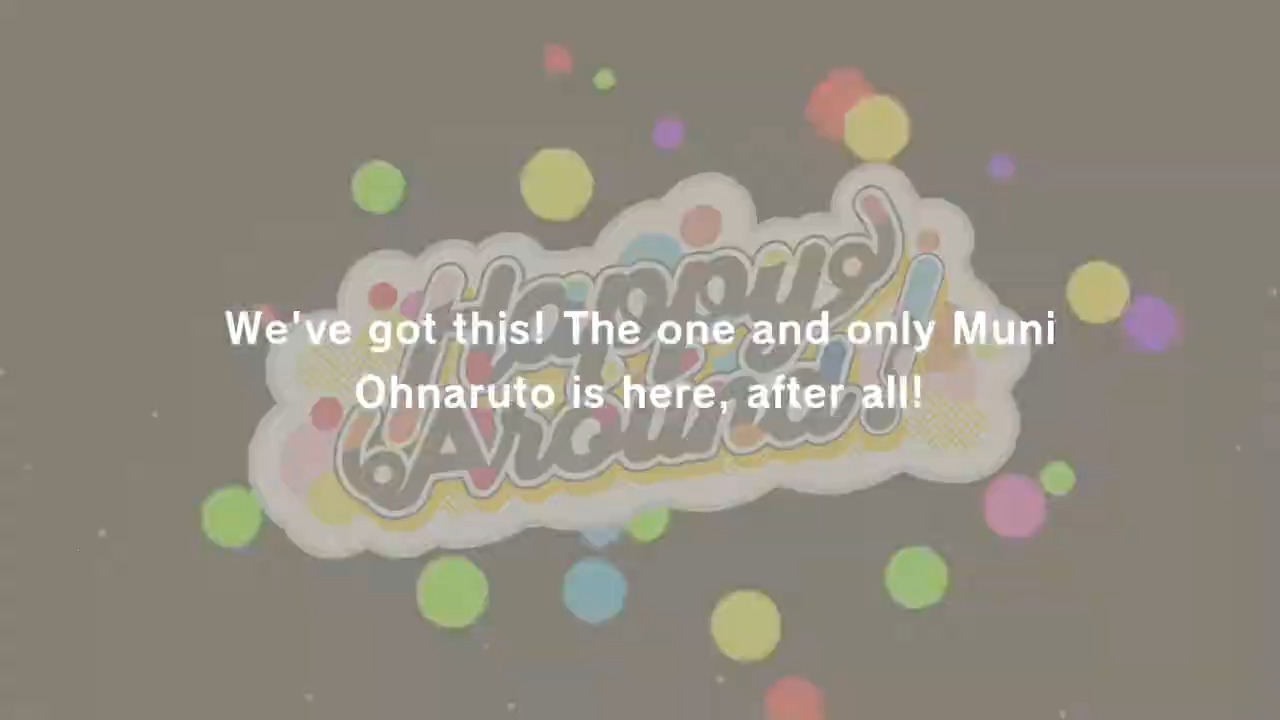 We've got this! The one and only Muni
Ohnaruto is here, after all!
Happy
Around!